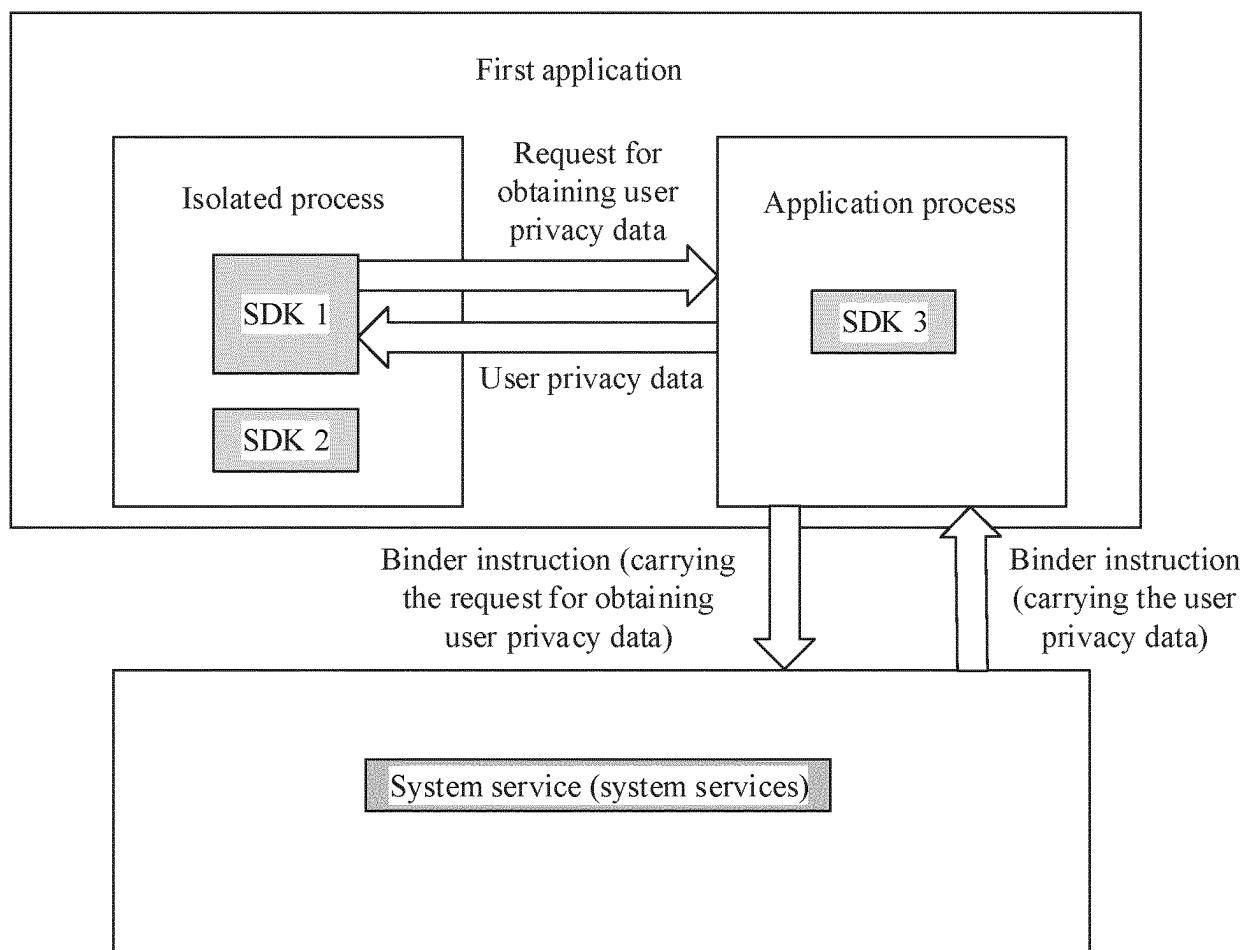 First application
Isolated process
SDK 1
SDK 2
Request for
obtaining user
privacy data
User privacy data
Application process
SDK 3
Binder instruction (carrying
the request for obtaining
user privacy data)
Binder instruction
(carrying the user
privacy data)
System service (system services)